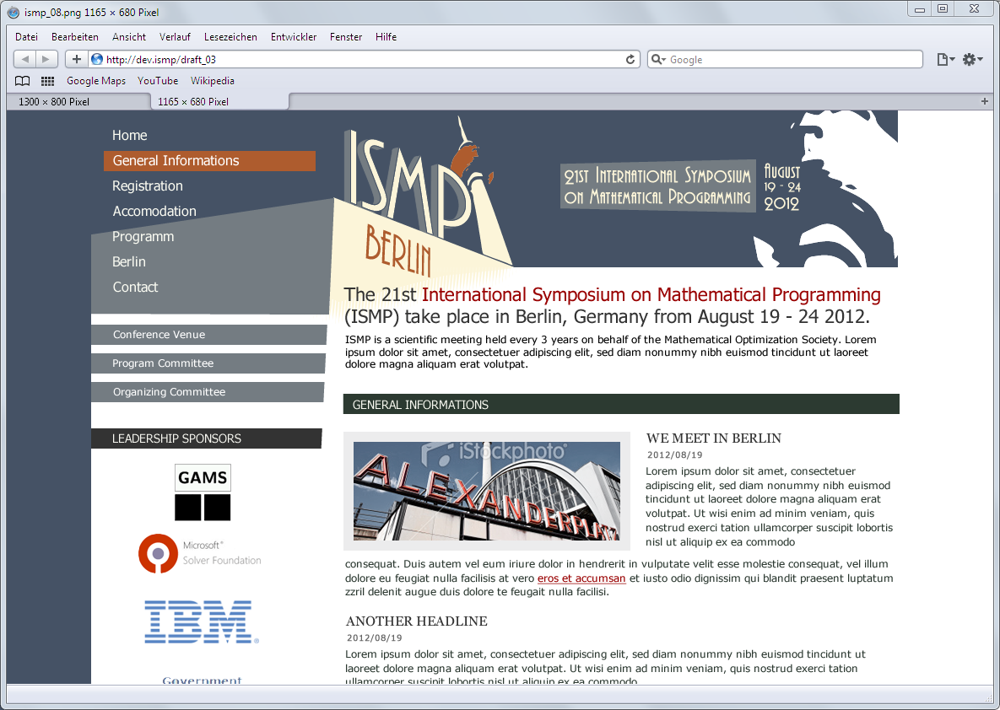 ismp_08.png 1165 × 680 Pixel
Datei Bearbeiten Ansicht Verlauf Lesezeichen Entwickler Fenster Hilfe
http://dev.ismp/draft_03
Google
Google Maps YouTube Wikipedia
1300 × 800 Pixel
1165 × 680 Pixel
Home
General Informations
Registration
Accomodation
Programm
Berlin
Contact
Conference Venue
Program Committee
Organizing Committee
LEADERSHIP SPONSORS
GAMS
Microsoft®
Solver Foundation
IBM®
Government
ISMP
BERLIN
21ST INTERNATIONAL SYMPOSIUM
ON MATHEMATICAL PROGRAMMING
AUGUST
19 - 24
2012
The 21st International Symposium on Mathematical Programming
(ISMP) take place in Berlin, Germany from August 19 - 24 2012.
ISMP is a scientific meeting held every 3 years on behalf of the Mathematical Optimization Society. Lorem
ipsum dolor sit amet, consectetuer adipiscing elit, sed diam nonummy nibh euismod tincidunt ut laoreet
dolore magna aliquam erat volutpat.
GENERAL INFORMATIONS
iStockphoto
ALEXANDERPLATZ
WE MEET IN BERLIN
2012/08/19
Lorem ipsum dolor sit amet, consectetuer
adipiscing elit, sed diam nonummy nibh euismod
tincidunt ut laoreet dolore magna aliquam erat
volutpat. Ut wisi enim ad minim veniam, quis
nostrud exerci tation ullamcorper suscipit lobortis
nisl ut aliquip ex ea commodo
consequat. Duis autem vel eum iriure dolor in hendrerit in vulputate velit esse molestie consequat, vel illum
dolore eu feugiat nulla facilisis at vero eros et accumsan et iusto odio dignissim qui blandit praesent luptatum
zzril delenit augue duis dolore te feugait nulla facilisi.
ANOTHER HEADLINE
2012/08/19
Lorem ipsum dolor sit amet, consectetuer adipiscing elit, sed diam nonummy nibh euismod tincidunt ut
laoreet dolore magna aliquam erat volutpat. Ut wisi enim ad minim veniam, quis nostrud exerci tation
ullamcorper suscipit lobortis nisl ut aliquip ex ea commodo